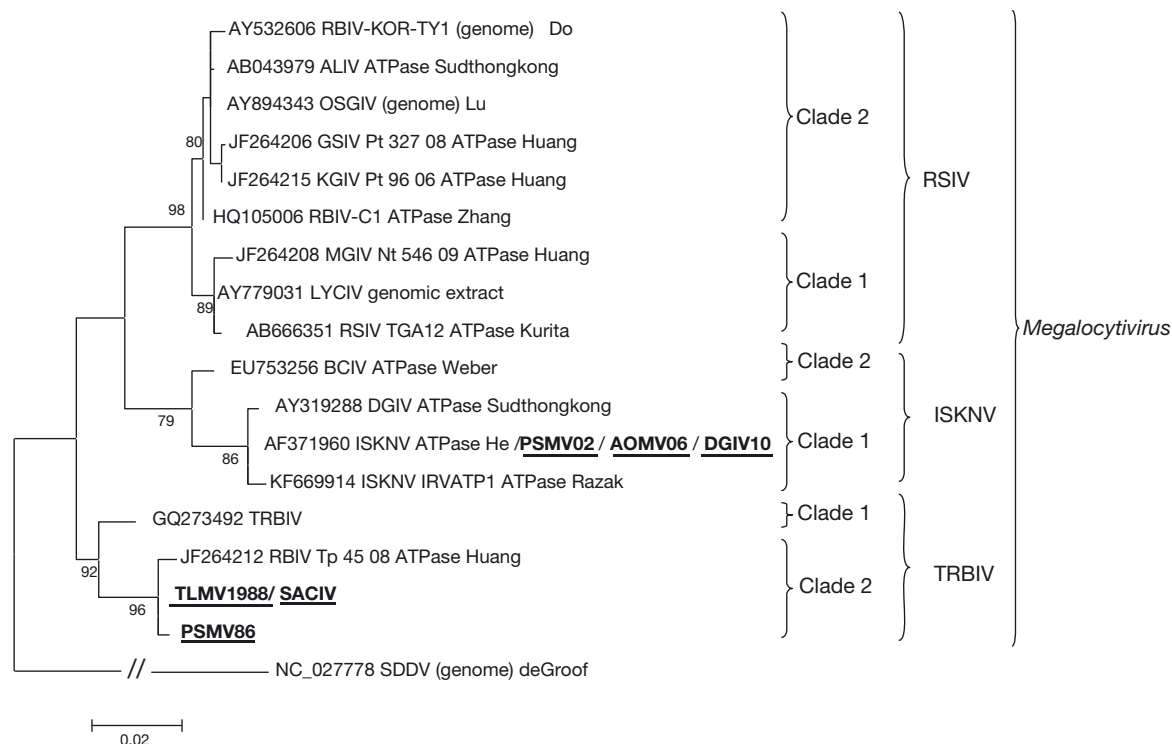 AY532606 RBIV-KOR-TY1 (genome) Do
AB043979 ALIV ATPase Sudthongkong
AY894343 OSGIV (genome) Lu
80
Clade 2
JF264206 GSIV Pt 327 08 ATPase Huang
JF264215 KGIV Pt 96 06 ATPase Huang
RSIV
98
HQ105006 RBIV-C1 ATPase Zhang
JF264208 MGIV Nt 546 09 ATPase Huang
Clade 1
AY779031 LYCIV genomic extract
89
AB666351 RSIV TGA12 ATPase Kurita
Megalocytivirus
EU753256 BCIV ATPase Weber
Clade 2
79
AY319288 DGIV ATPase Sudthongkong
ISKNV
AF371960 ISKNV ATPase He /PSMV02 / AOMV06 / DGIV10
Clade 1
86
KF669914 ISKNV IRVATP1 ATPase Razak
GQ273492 TRBIV
Clade 1
92
JF264212 RBIV Tp 45 08 ATPase Huang
TRBIV
Clade 2
TLMV1988/ SACIV
96
PSMV86
//
NC_027778 SDDV (genome) deGroof
0.02